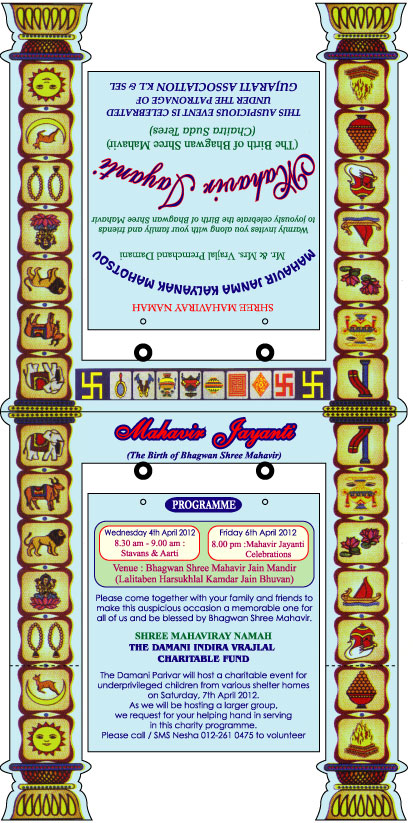 SHREE MAHAVIRAY NAMAH
MAHAVIR JANMA KALYANAK MAHOTSOV
Mr. & Mrs. Vrajlal Premchand Damani
Warmly Invites you along with your family and friends
to joyously celebrate the Birth of Bhagwan Shree Mahavir
Mahavir Jayanti
(The Birth of Bhagwan Shree Mahavir)
(Chaitra Suda Teres)
THIS AUSPICIOUS EVENT IS CELEBRATED
UNDER THE PATRONAGE OF
GUJARATI ASSOCIATION K.L & SEL
Mahavir Jayanti
(The Birth of Bhagwan Shree Mahavir)
PROGRAMME
Wednesday 4th April 2012
8.30 am - 9.00 am :
Stavans & Aarti
Friday 6th April 2012
8.00 pm :Mahavir Jayanti
Celebrations
Venue : Bhagwan Shree Mahavir Jain Mandir
(Lalitaben Harsukhlal Kamdar Jain Bhuvan)
Please come together with your family and friends to
make this auspicious occasion a memorable one for
all of us and be blessed by Bhagwan Shree Mahavir.
SHREE MAHAVIRAY NAMAH
THE DAMANI INDIRA VRAJLAL
CHARITABLE FUND
The Damani Parivar will host a charitable event for
underprivileged children from various shelter homes
on Saturday, 7th April 2012.
As we will be hosting a larger group,
we request for your helping hand in serving
in this charity programme.
Please call / SMS Nesha 012-261 0475 to volunteer